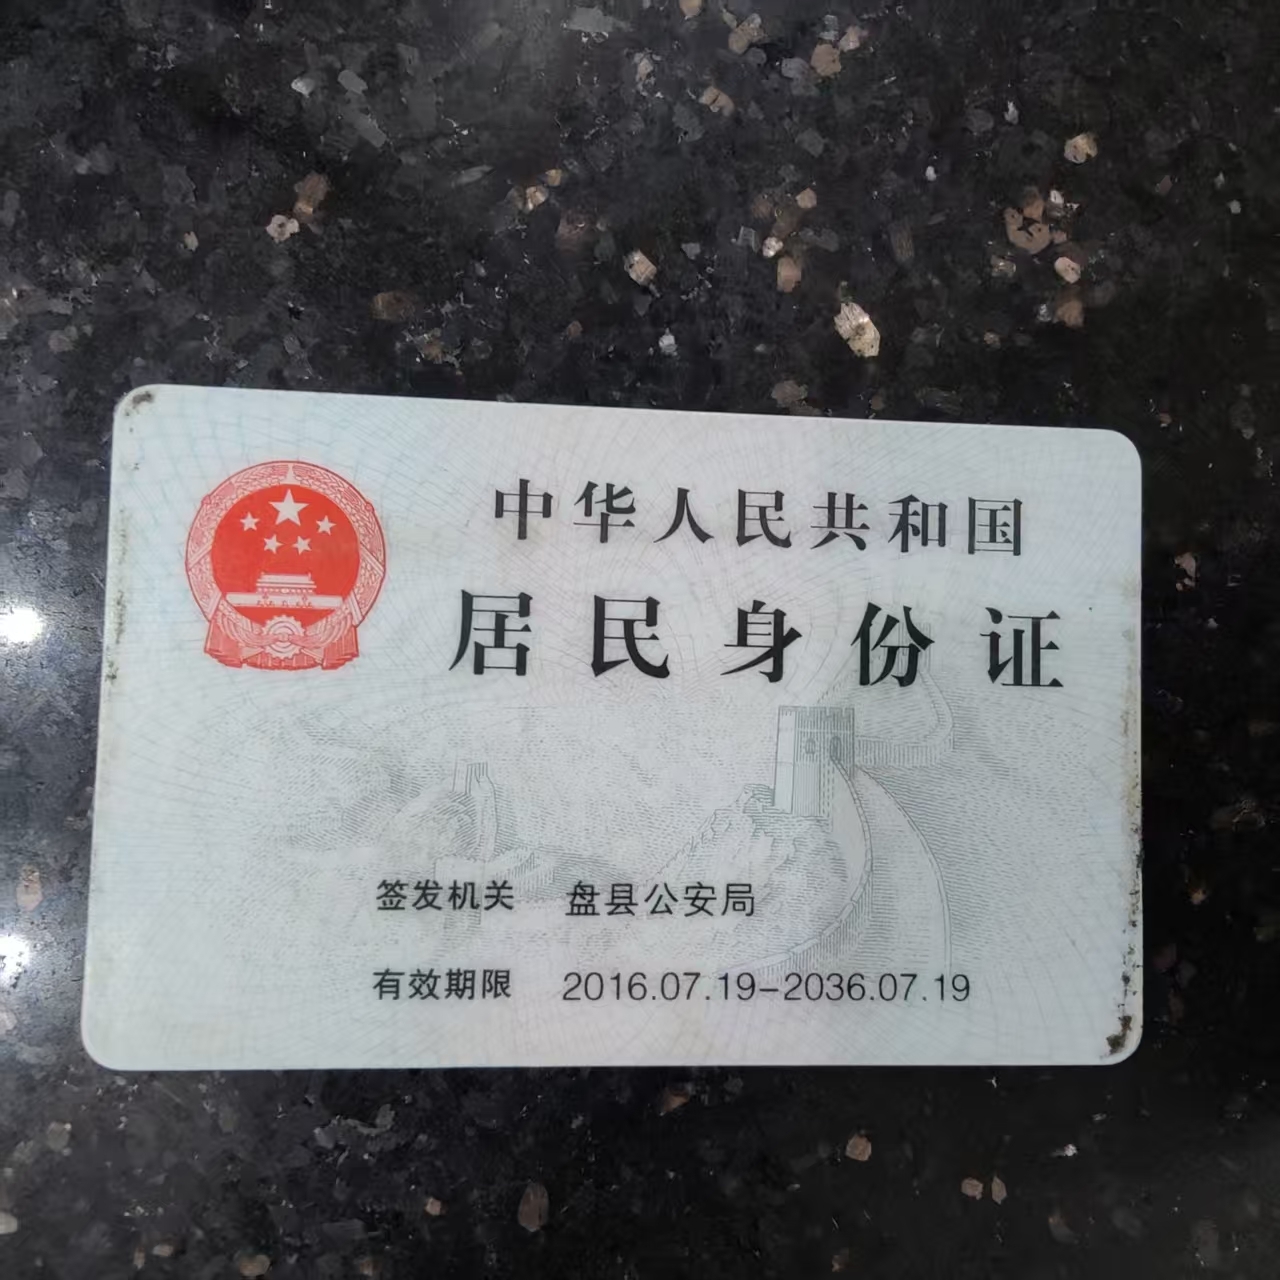 中华人民共和国
居民身份证
签发机关 盘县公安局
有效期限 2016.07.19-2036.07.19